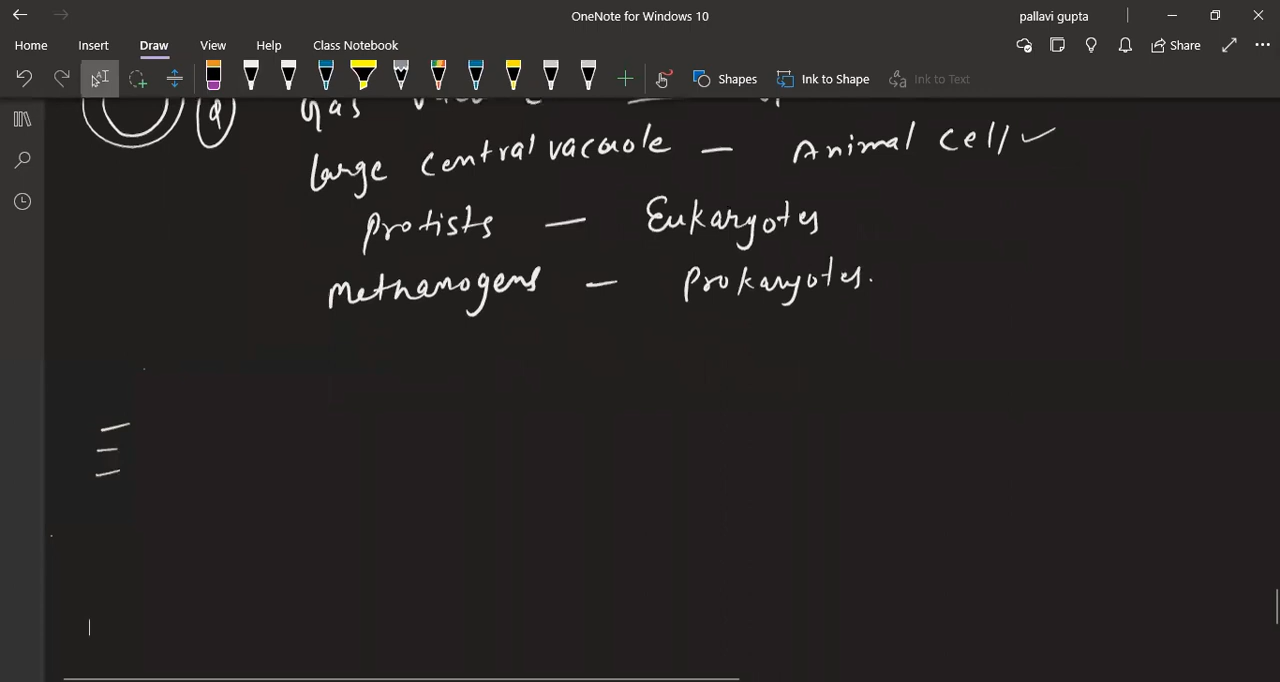 OneNote for Windows 10
pallavi gupta
Home Insert Draw View Help Class Notebook
Share
Shapes Ink to Shape Ink to Text
gas
large central vacuole — Animal cell ✓
Protists — Eukaryotes
Methanogens — Prokaryotes.